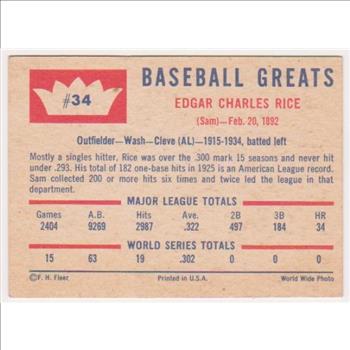 #34
BASEBALL GREATS
EDGAR CHARLES RICE
(Sam)—Feb. 20, 1892
Outfielder—Wash—Cleve (AL)—1915-1934, batted left
Mostly a singles hitter, Rice was over the .300 mark 15 seasons and never hit
under .293. His total of 182 one-base hits in 1925 is an American League record.
Sam collected 200 or more hits six times and twice led the league in that
department.
MAJOR LEAGUE TOTALS
Games A.B. Hits Ave. 2B 3B HR
2404 9269 2987 .322 497 184 34
WORLD SERIES TOTALS
15 63 19 .302 0 0 0
©F. H. Fleer Printed in U.S.A. World Wide Photo